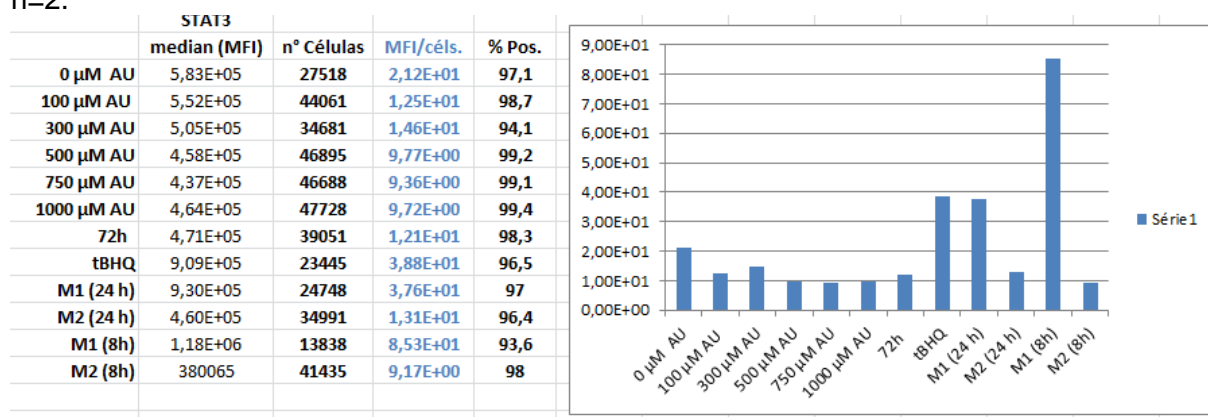 n=2.
STAT3
median (MFI) n° Células MFI/céls. % Pos.
0 µM AU 5,83E+05 27518 2,12E+01 97,1
100 µM AU 5,52E+05 44061 1,25E+01 98,7
300 µM AU 5,05E+05 34681 1,46E+01 94,1
500 µM AU 4,58E+05 46895 9,77E+00 99,2
750 µM AU 4,37E+05 46688 9,36E+00 99,1
1000 µM AU 4,64E+05 47728 9,72E+00 99,4
72h 4,71E+05 39051 1,21E+01 98,3
tBHQ 9,09E+05 23445 3,88E+01 96,5
M1 (24 h) 9,30E+05 24748 3,76E+01 97
M2 (24 h) 4,60E+05 34991 1,31E+01 96,4
M1 (8h) 1,18E+06 13838 8,53E+01 93,6
M2 (8h) 380065 41435 9,17E+00 98
9,00E+01
8,00E+01
7,00E+01
6,00E+01
5,00E+01
4,00E+01
3,00E+01
2,00E+01
1,00E+01
0,00E+00
0 µM AU 100 µM AU 300 µM AU 500 µM AU 750 µM AU 1000 µM AU 72h tBHQ M1 (24 h) M2 (24 h) M1 (8h) M2 (8h)
Série1